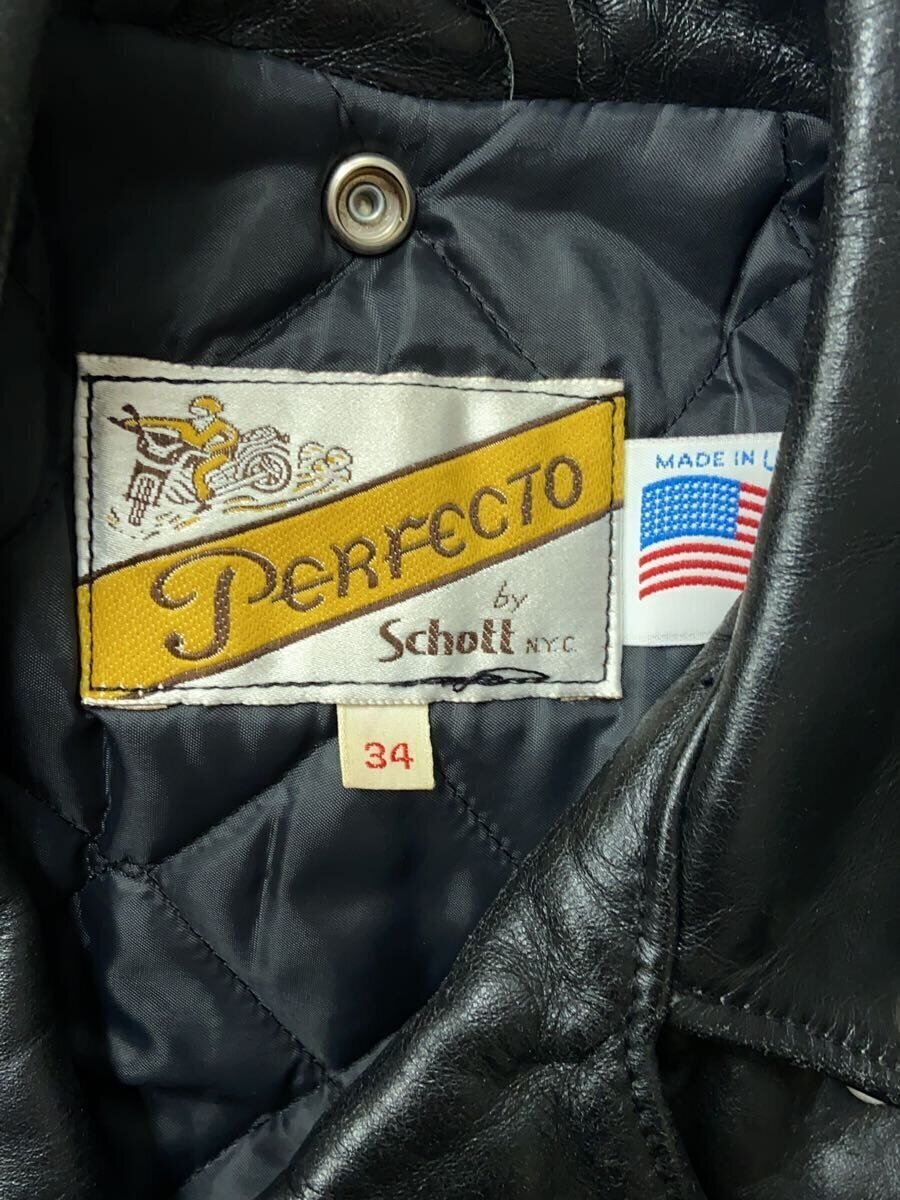 PERFECTO
by
Schott N.Y.C.
MADE IN U
34